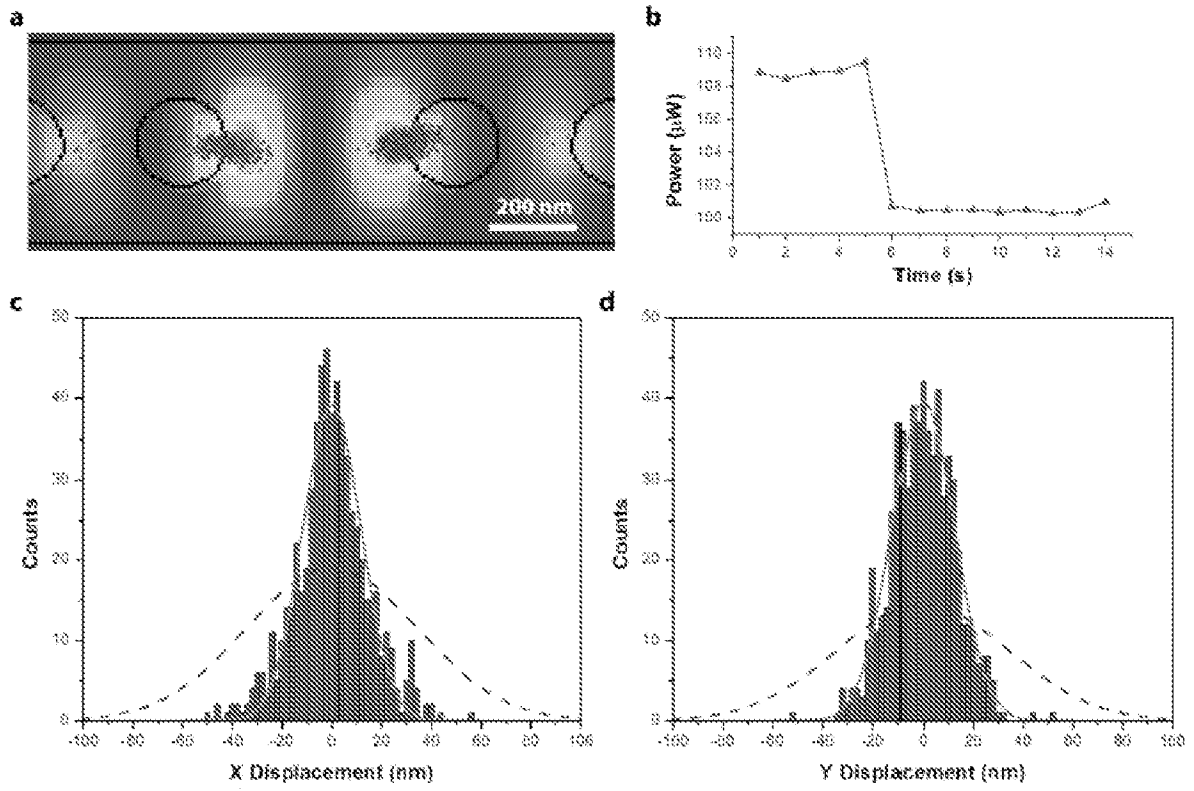 a
200 nm
b
110
108
106
104
102
100
Power (μW)
0 2 4 6 8 10 12 14
Time (s)
c
50
40
30
20
10
0
Counts
-100 -80 -60 -40 -20 0 20 40 60 80 100
X Displacement (nm)
d
50
40
30
20
10
0
Counts
-100 -80 -60 -40 -20 0 20 40 60 80 100
Y Displacement (nm)